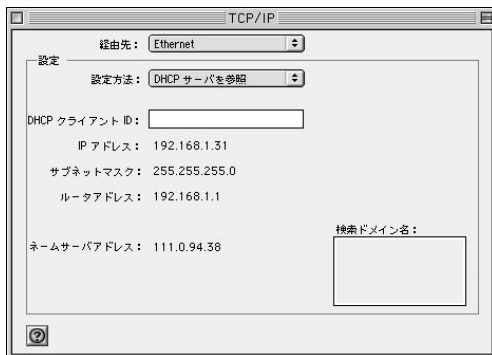 TCP/IP
経由先： Ethernet
設定
設定方法： DHCP サーバを参照
DHCP クライアント ID：
IP アドレス： 192.168.1.31
サブネットマスク： 255.255.255.0
ルータアドレス： 192.168.1.1
検索ドメイン名：
ネームサーバアドレス： 111.0.94.38
?